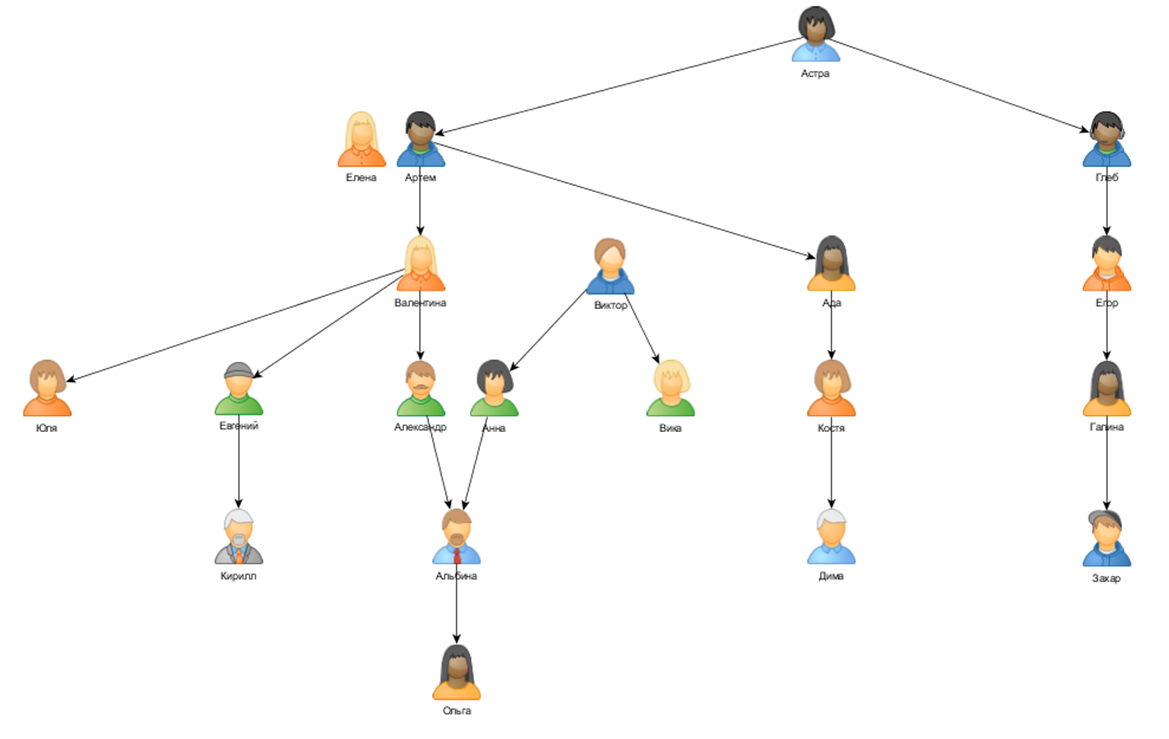 Астра
Елена
Артем
Глеб
Валентина
Виктор
Ада
Егор
Юля
Евгений
Александр
Анна
Вика
Костя
Галина
Кирилл
Альбина
Дима
Захар
Ольга